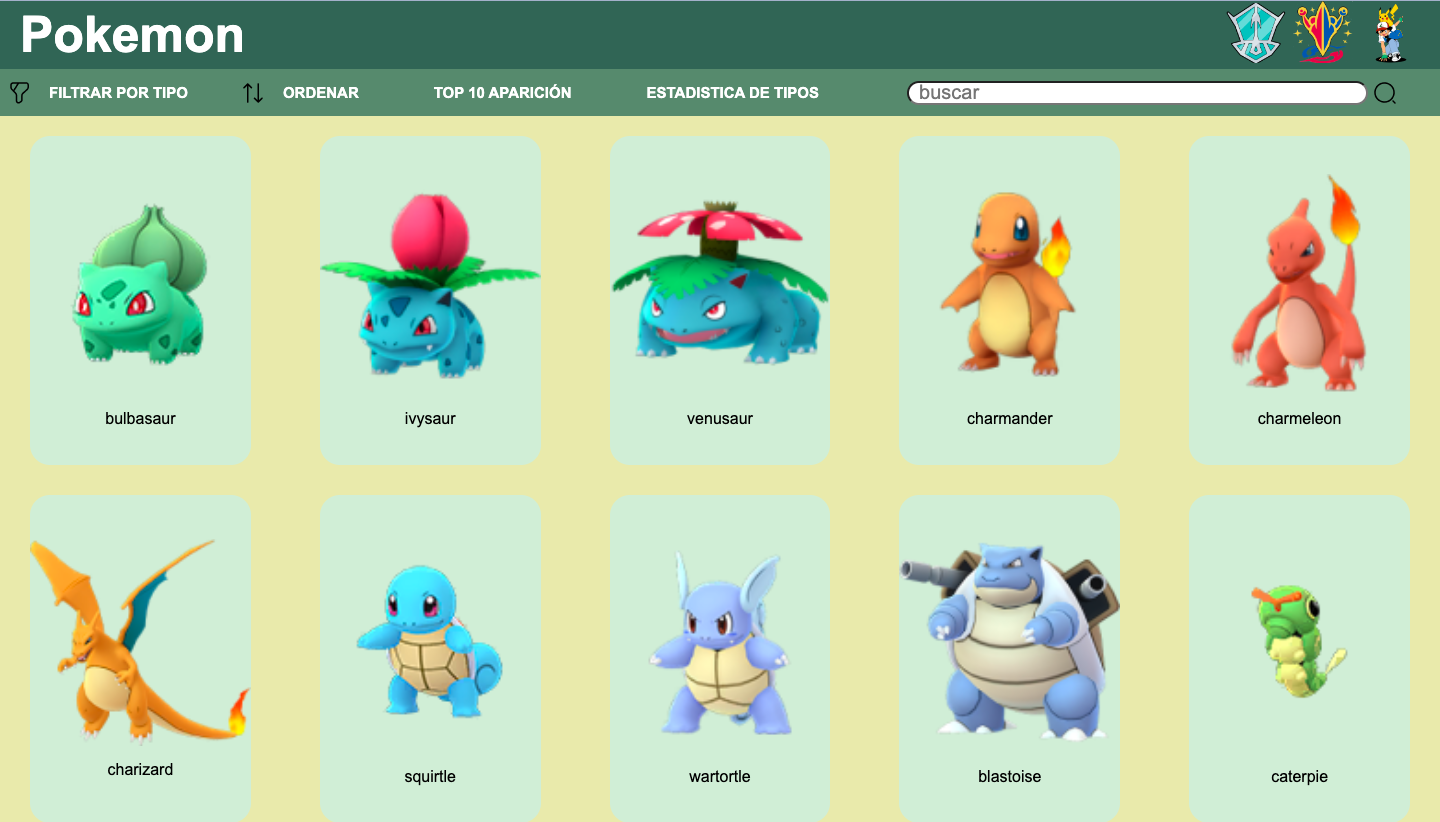 Pokemon
FILTRAR POR TIPO
ORDENAR
TOP 10 APARICIÓN
ESTADISTICA DE TIPOS
buscar
bulbasaur
ivysaur
venusaur
charmander
charmeleon
charizard
squirtle
wartortle
blastoise
caterpie